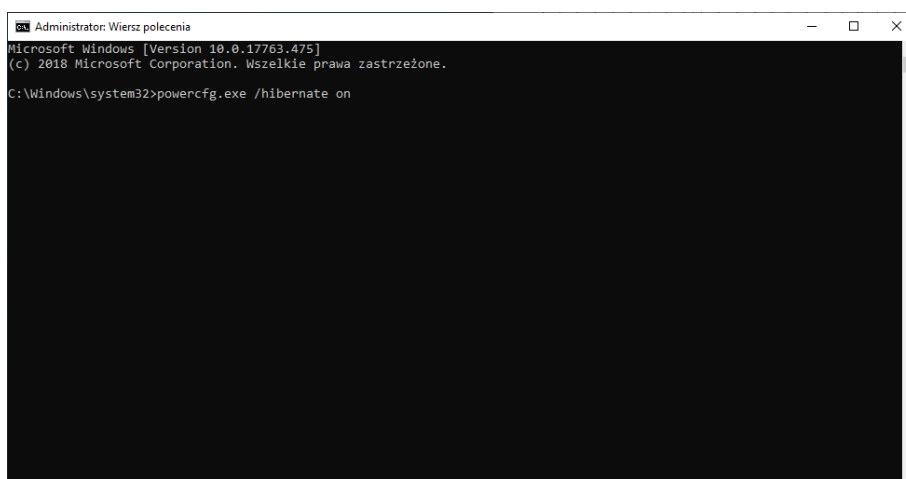 Administrator: Wiersz polecenia
Microsoft Windows [Version 10.0.17763.475]
(c) 2018 Microsoft Corporation. Wszelkie prawa zastrzeżone.
C:\Windows\system32>powercfg.exe /hibernate on